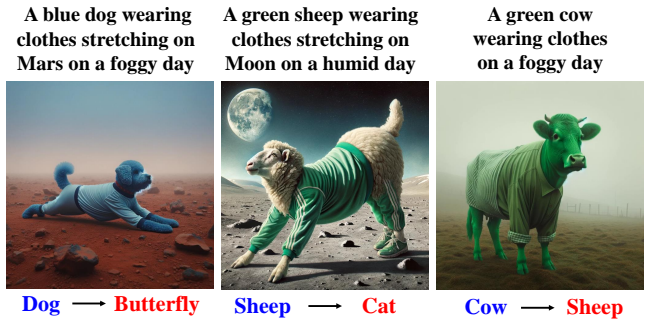 A blue dog wearing
clothes stretching on
Mars on a foggy day
A green sheep wearing
clothes stretching on
Moon on a humid day
A green cow
wearing clothes
on a foggy day
Dog → Butterfly
Sheep → Cat
Cow → Sheep